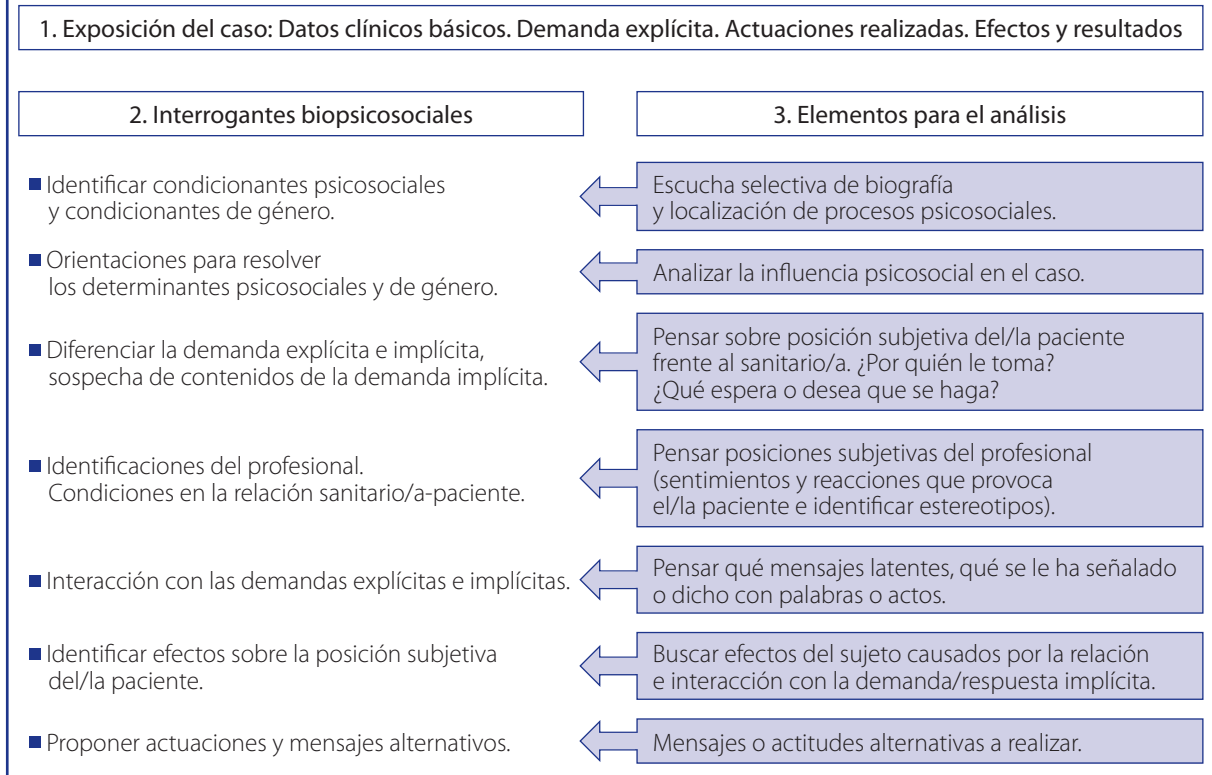 1. Exposición del caso: Datos clínicos básicos. Demanda explícita. Actuaciones realizadas. Efectos y resultados
2. Interrogantes biopsicosociales
3. Elementos para el análisis
■ Identificar condicionantes psicosociales
y condicionantes de género.
Escucha selectiva de biografía
y localización de procesos psicosociales.
■ Orientaciones para resolver
los determinantes psicosociales y de género.
Analizar la influencia psicosocial en el caso.
■ Diferenciar la demanda explícita e implícita,
sospecha de contenidos de la demanda implícita.
Pensar sobre posición subjetiva del/la paciente
frente al sanitario/a. ¿Por quién le toma?
¿Qué espera o desea que se haga?
■ Identificaciones del profesional.
Condiciones en la relación sanitario/a-paciente.
Pensar posiciones subjetivas del profesional
(sentimientos y reacciones que provoca
el/la paciente e identificar estereotipos).
■ Interacción con las demandas explícitas e implícitas.
Pensar qué mensajes latentes, qué se le ha señalado
o dicho con palabras o actos.
■ Identificar efectos sobre la posición subjetiva
del/la paciente.
Buscar efectos del sujeto causados por la relación
e interacción con la demanda/respuesta implícita.
■ Proponer actuaciones y mensajes alternativos.
Mensajes o actitudes alternativas a realizar.